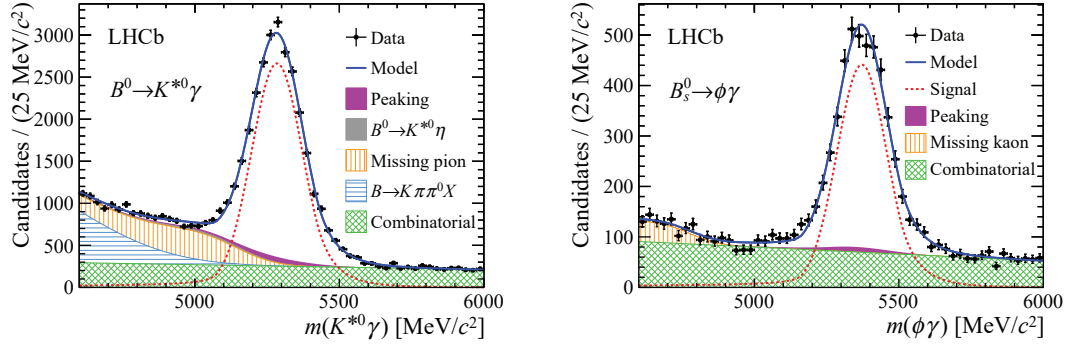 Candidates / (25 MeV/c²)
3000
2500
2000
1500
1000
500
0
LHCb
B⁰→K*⁰γ
Data
Model
Peaking
B⁰→K*⁰η
Missing pion
B→Kππ⁰X
Combinatorial
5000 5500 6000
m(K*⁰γ) [MeV/c²]
Candidates / (25 MeV/c²)
500
400
300
200
100
0
LHCb
B⁰ₛ→ϕγ
Data
Model
Signal
Peaking
Missing kaon
Combinatorial
5000 5500 6000
m(ϕγ) [MeV/c²]